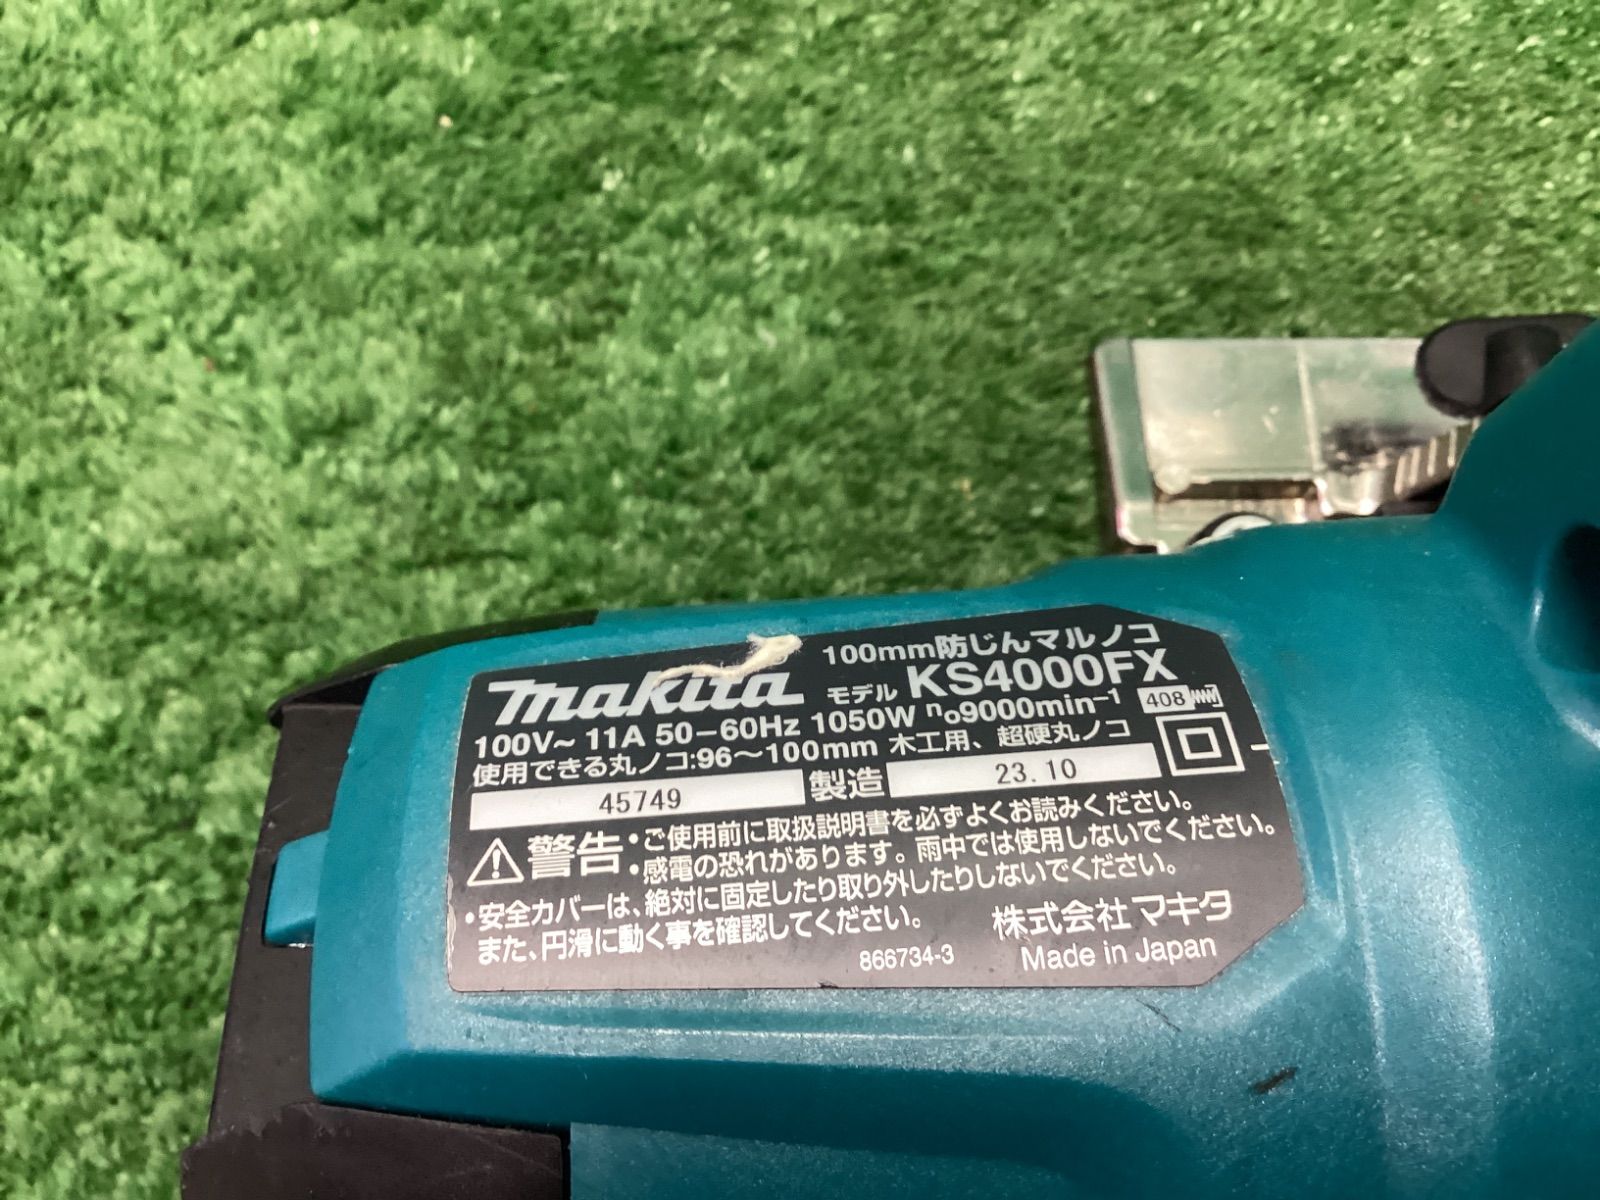 100mm防じんマルノコ
makita モデル KS4000FX
100V~ 11A 50-60Hz 1050W n₀9000min⁻¹ 408
使用できる丸ノコ:96〜100mm 木工用、超硬丸ノコ
45749 製造 23.10
警告 ・ご使用前に取扱説明書を必ずよくお読みください。
・感電の恐れがあります。雨中では使用しないでください。
・安全カバーは、絶対に固定したり取り外したりしないでください。
また、円滑に動く事を確認してください。
株式会社マキタ
866734-3 Made in Japan